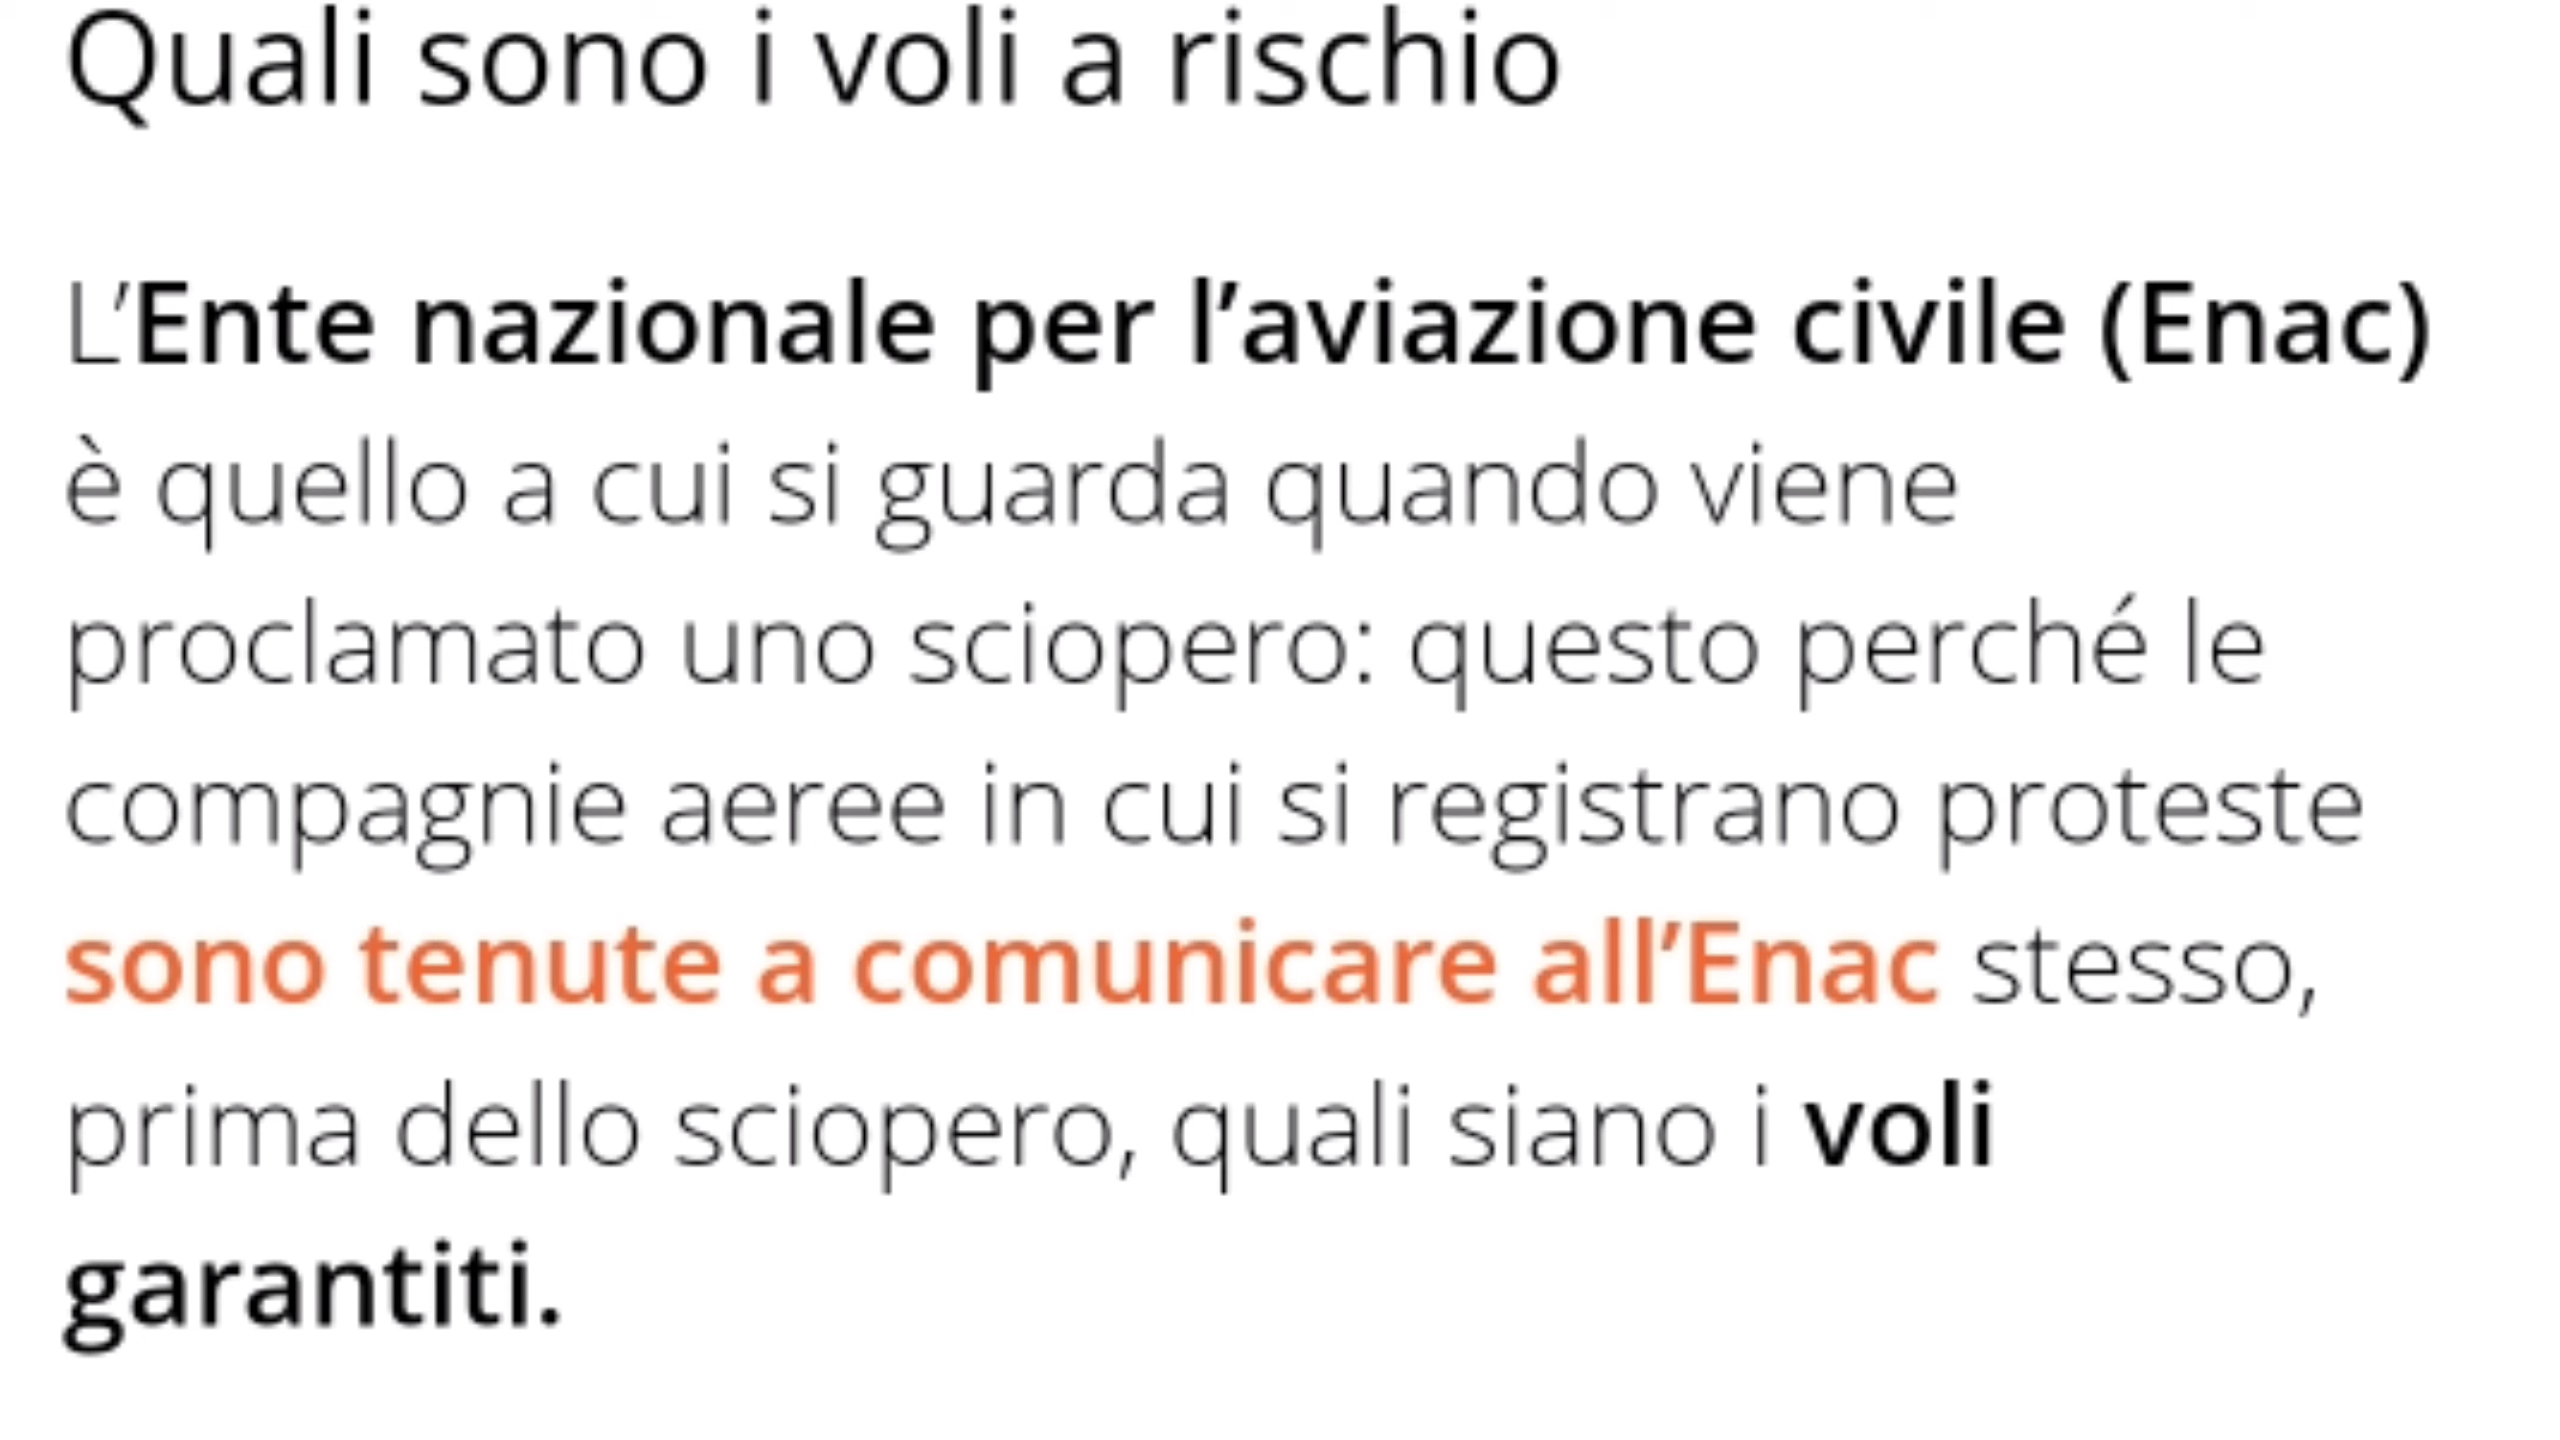 Quali sono i voli a rischio
L’Ente nazionale per l’aviazione civile (Enac)
è quello a cui si guarda quando viene
proclamato uno sciopero: questo perché le
compagnie aeree in cui si registrano proteste
sono tenute a comunicare all’Enac stesso,
prima dello sciopero, quali siano i voli
garantiti.